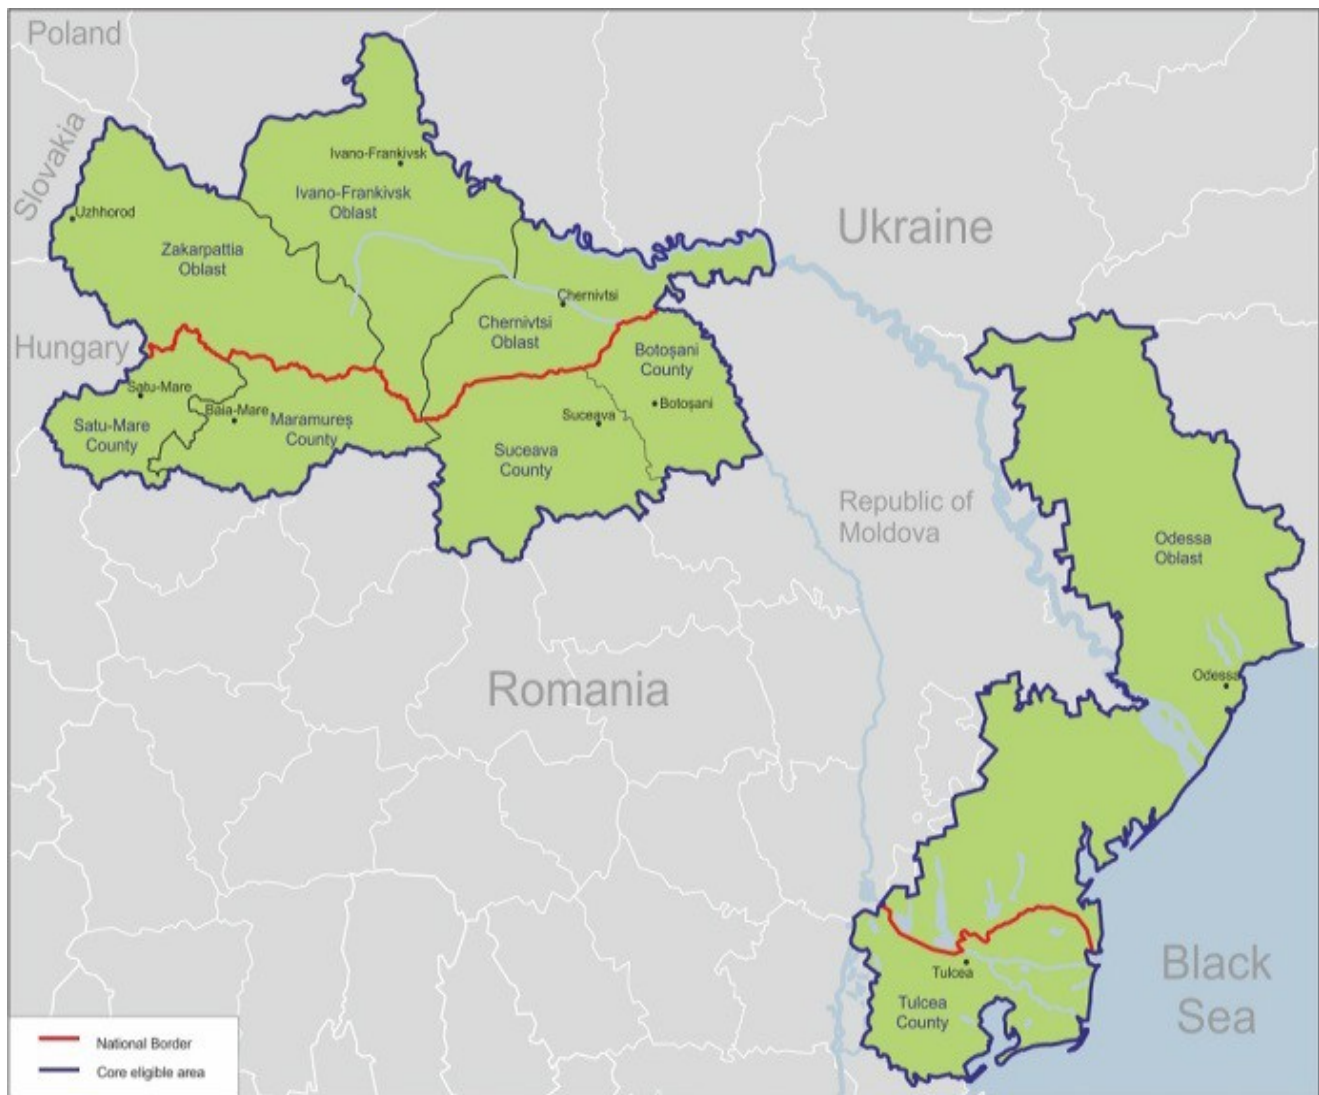 Poland
Slovakia
Ivano-Frankivsk
Ivano-Frankivsk
Oblast
Uzhhorod
Zakarpattia
Oblast
Ukraine
Chernivtsi
Chernivtsi
Oblast
Hungary
Botoșani
County
Satu-Mare
Baia-Mare
Botoșani
Satu-Mare
County
Maramureș
County
Suceava
Suceava
County
Republic of
Moldova
Odessa
Oblast
Romania
Odessa
Black
Sea
Tulcea
Tulcea
County
National Border
Core eligible area